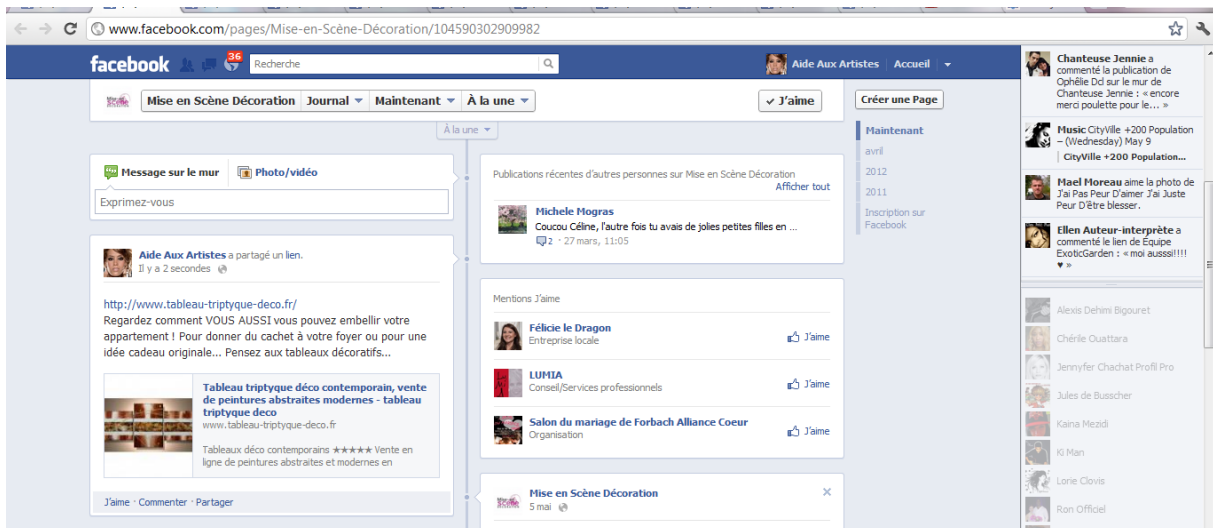 www.facebook.com/pages/Mise-en-Scène-Décoration/104590302909982
facebook
36
Recherche
Aide Aux Artistes
Accueil
Mise en Scène Décoration
Journal
Maintenant
À la une
✓ J'aime
Créer une Page
À la une
Maintenant
avril
2012
2011
Inscription sur
Facebook
Message sur le mur
Photo/vidéo
Exprimez-vous
Aide Aux Artistes a partagé un lien.
Il y a 2 secondes
http://www.tableau-triptyque-deco.fr/
Regardez comment VOUS AUSSI vous pouvez embellir votre
appartement ! Pour donner du cachet à votre foyer ou pour une
idée cadeau originale... Pensez aux tableaux décoratifs...
Tableau triptyque déco contemporain, vente
de peintures abstraites modernes - tableau
triptyque deco
www.tableau-triptyque-deco.fr
Tableaux déco contemporains ★★★★★ Vente en
ligne de peintures abstraites et modernes en
J'aime · Commenter · Partager
Publications récentes d'autres personnes sur Mise en Scène Décoration
Afficher tout
Michele Mogras
Coucou Céline, l'autre fois tu avais de jolies petites filles en ...
2 · 27 mars, 11:05
Mentions J'aime
Félicie le Dragon
Entreprise locale
J'aime
LUMIA
Conseil/Services professionnels
J'aime
Salon du mariage de Forbach Alliance Coeur
Organisation
J'aime
Mise en Scène Décoration
5 mai
Chanteuse Jennie a
commenté la publication de
Ophélie Dcl sur le mur de
Chanteuse Jennie : « encore
merci poulette pour le... »
Music CityVille +200 Population
– (Wednesday) May 9
CityVille +200 Population...
Mael Moreau aime la photo de
J'ai Pas Peur D'aimer J'ai Juste
Peur D'être blesser.
Ellen Auteur-interprète a
commenté le lien de Équipe
ExoticGarden : « moi ausssi!!!!
♥ »
Alexis Dehimi Bigouret
Chérile Ouattara
Jennyfer Chachat Profil Pro
Jules de Busscher
Kaina Mezidi
Ki Man
Lorie Clovis
Ron Officiel